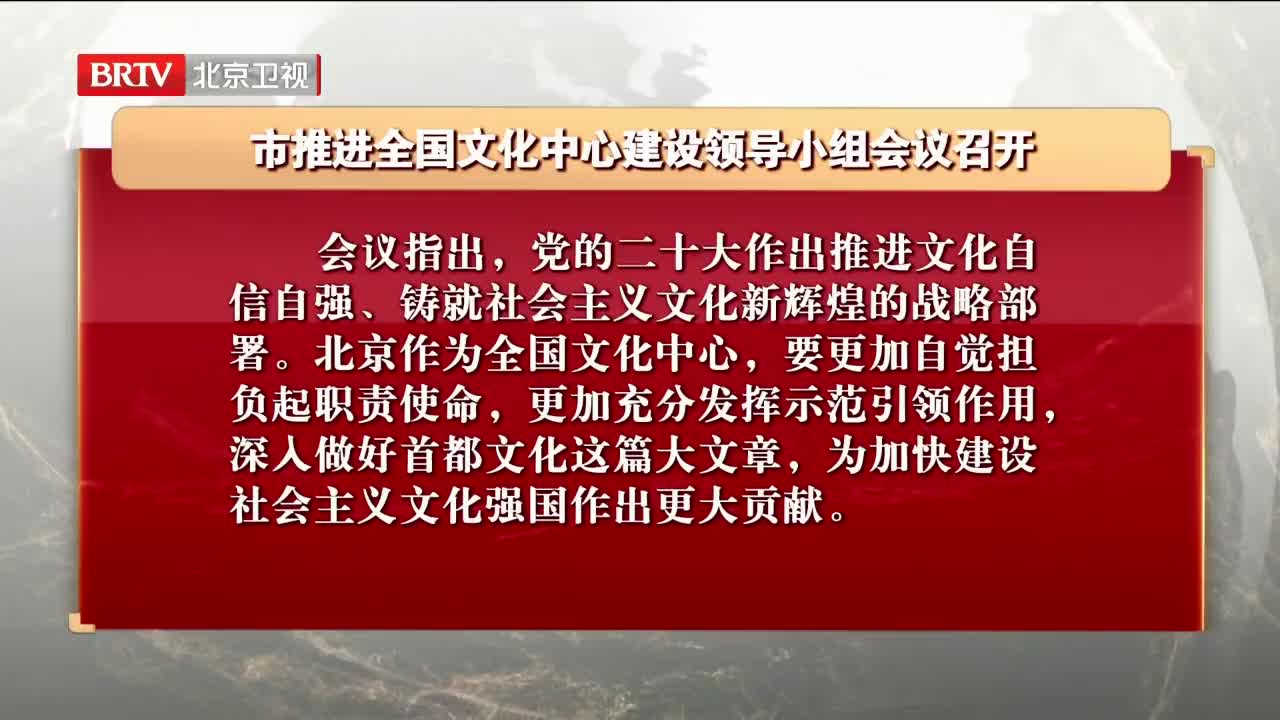 BRTV 北京卫视
市推进全国文化中心建设领导小组会议召开
会议指出，党的二十大作出推进文化自
信自强、铸就社会主义文化新辉煌的战略部
署。北京作为全国文化中心，要更加自觉担
负起职责使命，更加充分发挥示范引领作用，
深入做好首都文化这篇大文章，为加快建设
社会主义文化强国作出更大贡献。